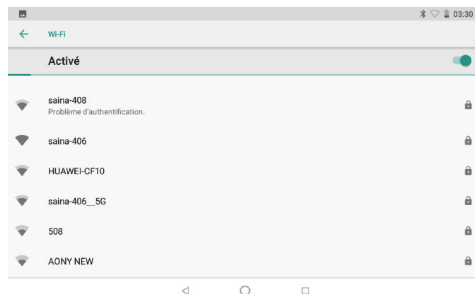 03:30
Wi-Fi
Activé
saina-408
Problème d'authentification.
saina-406
HUAWEI-CF10
saina-406__5G
508
AONY NEW